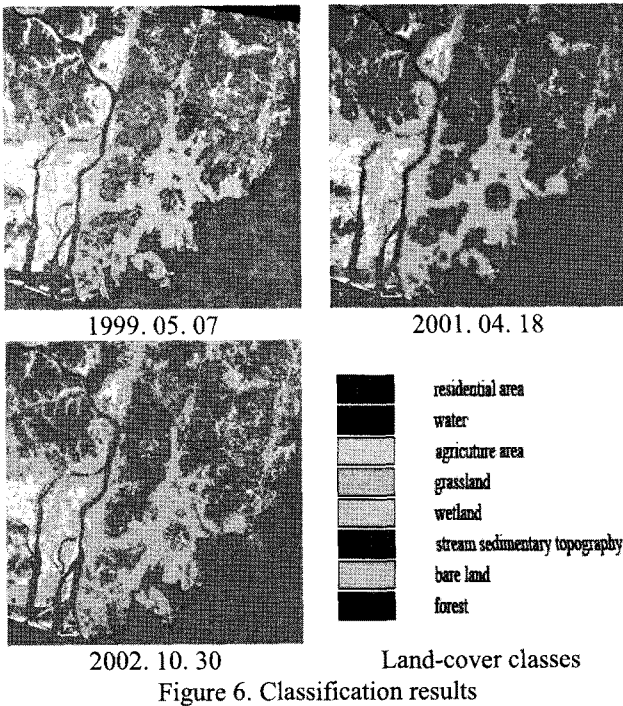 1999. 05. 07
2001. 04. 18
2002. 10. 30
residential area
water
agricuture area
grassland
wetland
stream sedimentary topography
bare land
forest
Land-cover classes
Figure 6. Classification results